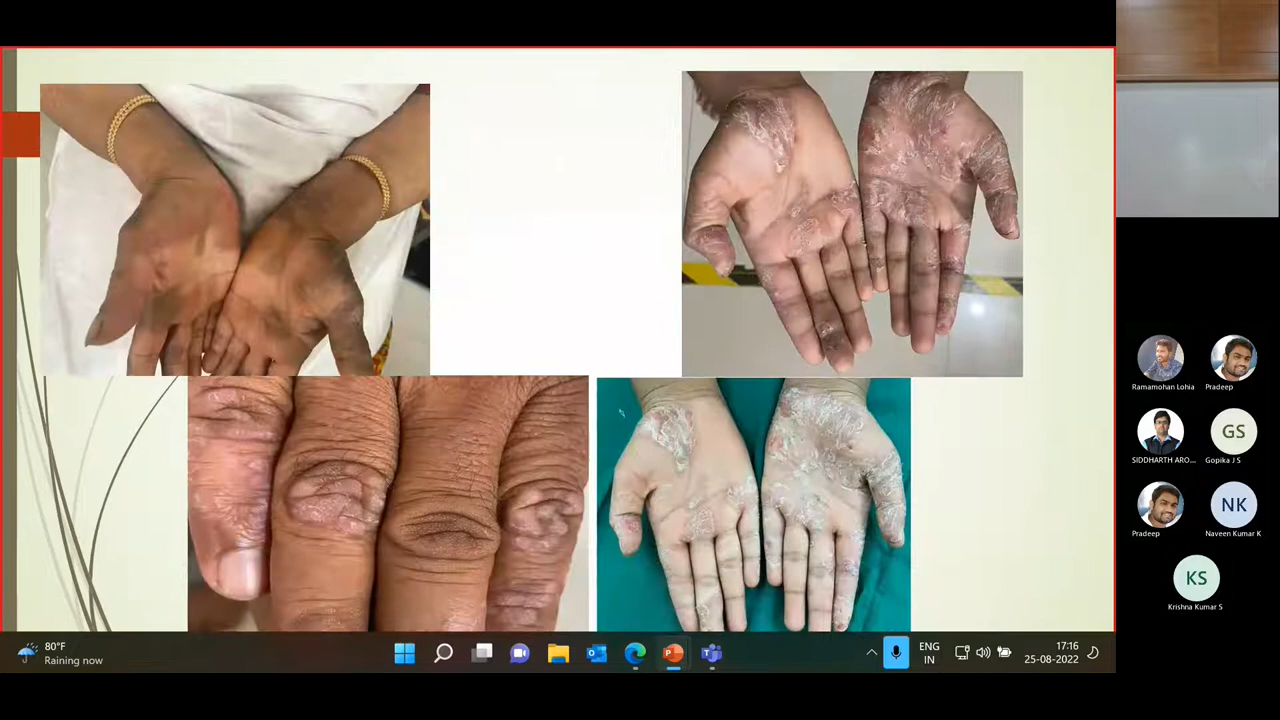 Ramamohan Lohia
Pradeep
SIDDHARTH ARO...
GS
Gopika J S
Pradeep
NK
Naveen Kumar K
KS
Krishna Kumar S
80°F
Raining now
ENG
IN
17:16
25-08-2022